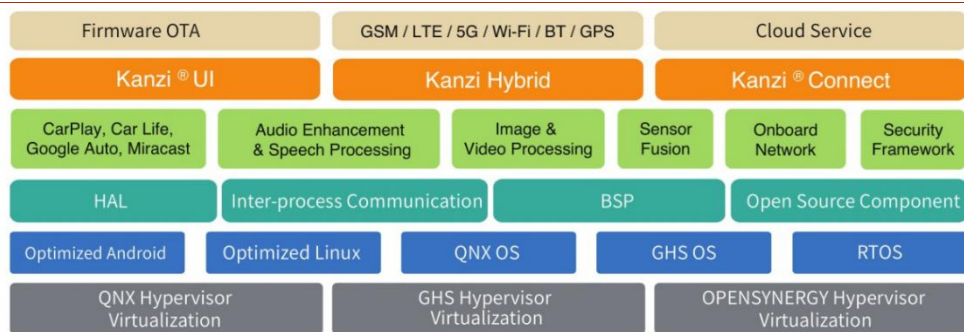 Firmware OTA
GSM / LTE / 5G / Wi-Fi / BT / GPS
Cloud Service
Kanzi ® UI
Kanzi Hybrid
Kanzi ® Connect
CarPlay, Car Life,
Google Auto, Miracast
Audio Enhancement
& Speech Processing
Image &
Video Processing
Sensor
Fusion
Onboard
Network
Security
Framework
HAL
Inter-process Communication
BSP
Open Source Component
Optimized Android
Optimized Linux
QNX OS
GHS OS
RTOS
QNX Hypervisor
Virtualization
GHS Hypervisor
Virtualization
OPENSYNERGY Hypervisor
Virtualization